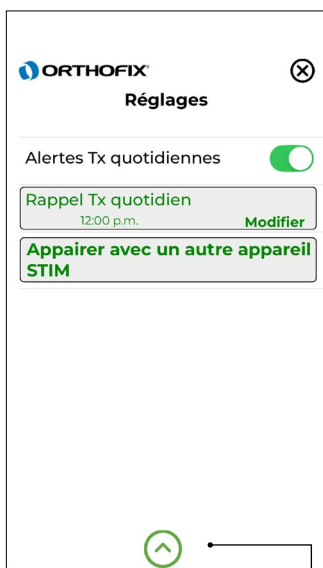 ORTHOFIX
Réglages
Alertes Tx quotidiennes
Rappel Tx quotidien
12:00 p.m.
Modifier
Appairer avec un autre appareil
STIM